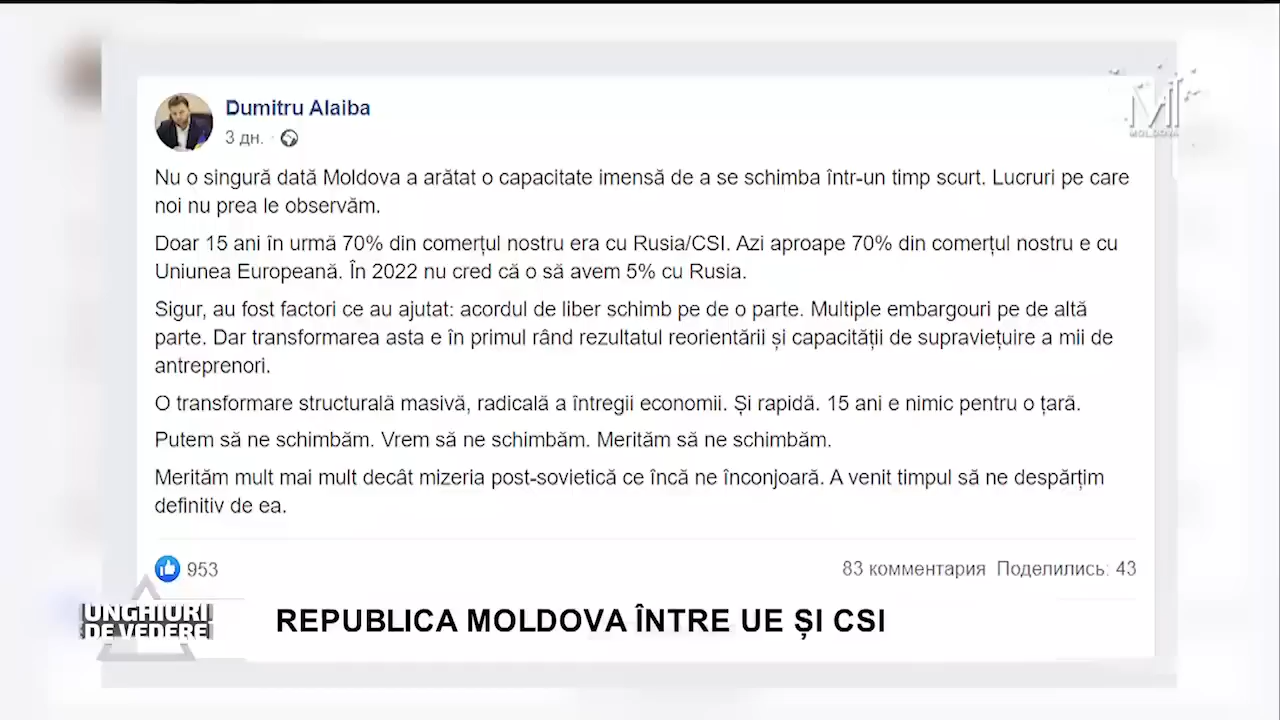 MI
MOLDOVA
Dumitru Alaiba
3 дн. ·
Nu o singură dată Moldova a arătat o capacitate imensă de a se schimba într-un timp scurt. Lucruri pe care
noi nu prea le observăm.
Doar 15 ani în urmă 70% din comerțul nostru era cu Rusia/CSI. Azi aproape 70% din comerțul nostru e cu
Uniunea Europeană. În 2022 nu cred că o să avem 5% cu Rusia.
Sigur, au fost factori ce au ajutat: acordul de liber schimb pe de o parte. Multiple embargouri pe de altă
parte. Dar transformarea asta e în primul rând rezultatul reorientării și capacității de supraviețuire a mii de
antreprenori.
O transformare structurală masivă, radicală a întregii economii. Și rapidă. 15 ani e nimic pentru o țară.
Putem să ne schimbăm. Vrem să ne schimbăm. Merităm să ne schimbăm.
Merităm mult mai mult decât mizeria post-sovietică ce încă ne înconjoară. A venit timpul să ne despărțim
definitiv de ea.
953
83 комментария Поделились: 43
UNGHIURI
DE VEDERE
REPUBLICA MOLDOVA ÎNTRE UE ȘI CSI